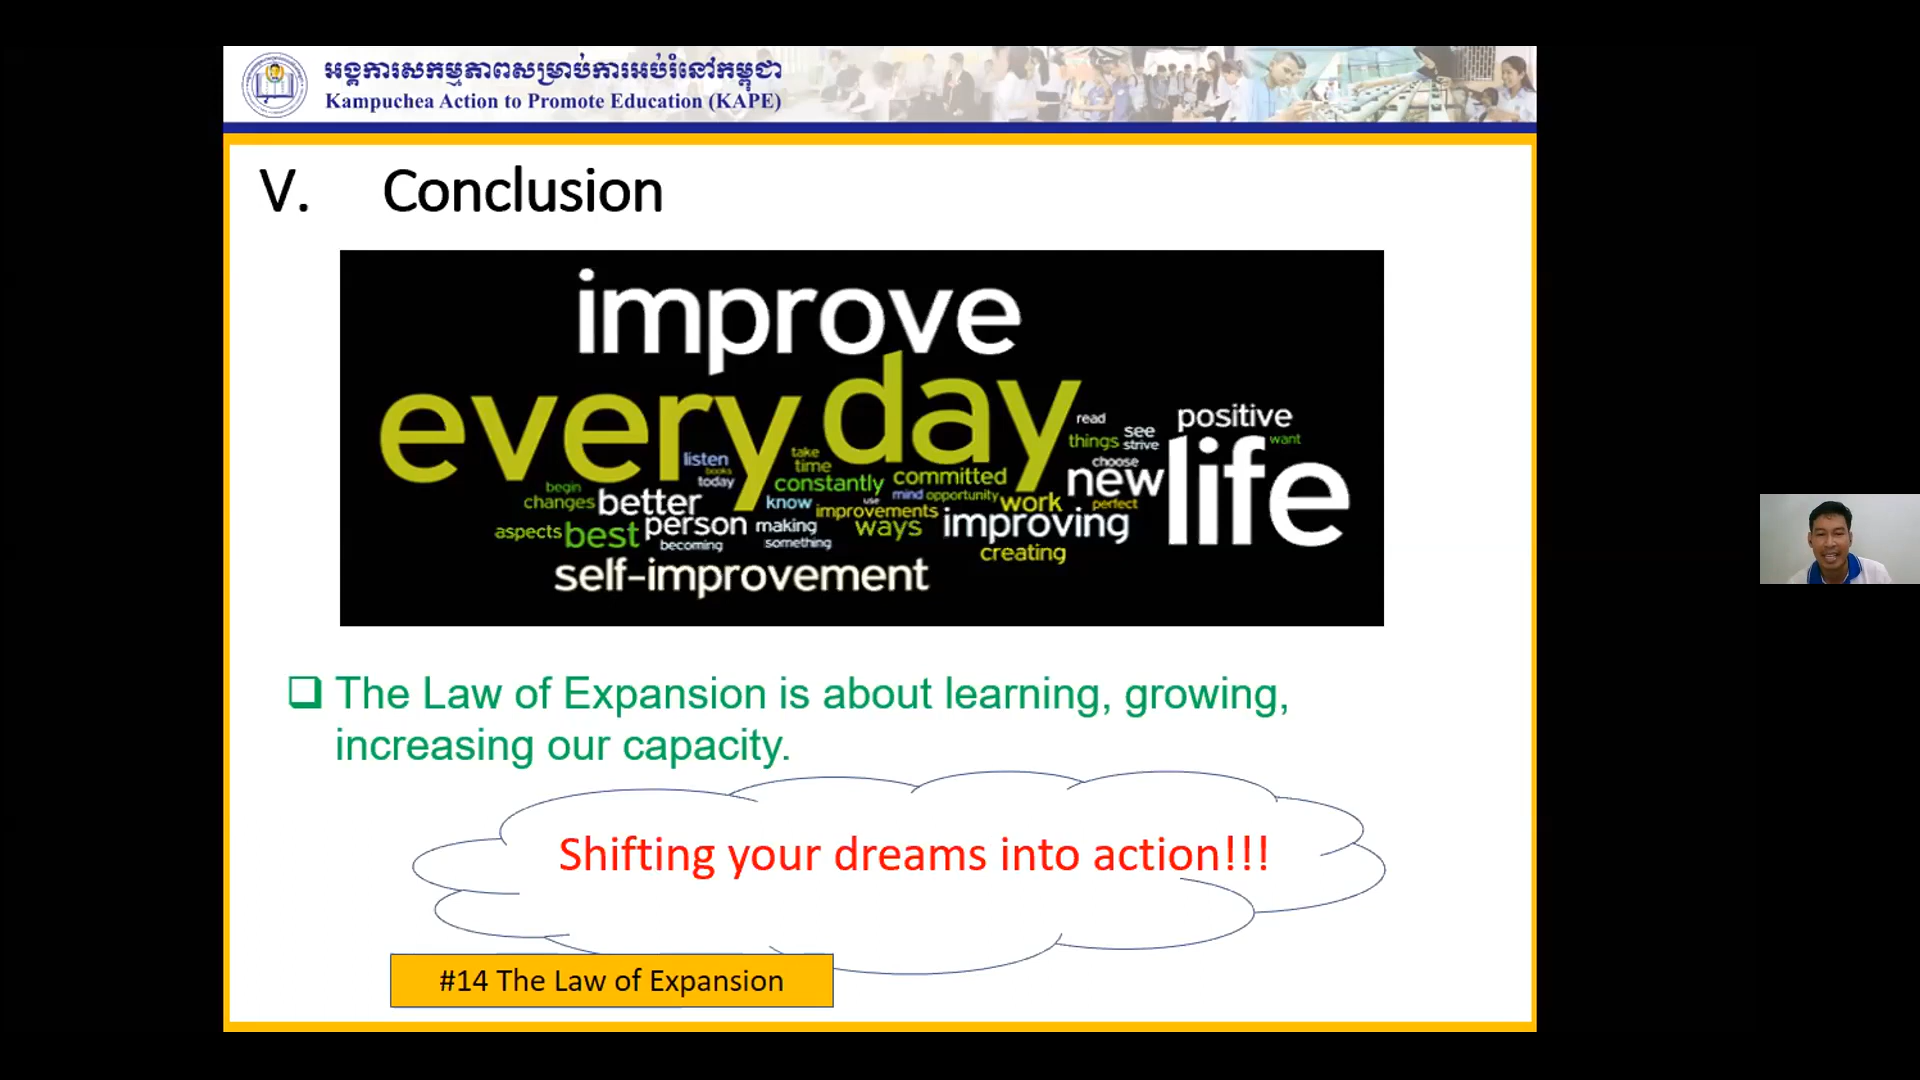 អង្គការសកម្មភាពសម្រាប់ការអប់រំនៅកម្ពុជា
Kampuchea Action to Promote Education (KAPE)
V. Conclusion
improve
every day
read
see
positive
things
strive
want
life
listen
take
books
time
choose
new
today
constantly
committed
begin
changes
better
know
use
mind
opportunity
work
perfect
improvements
aspects
best
person
making
ways
improving
becoming
something
creating
self-improvement
❑ The Law of Expansion is about learning, growing,
increasing our capacity.
Shifting your dreams into action!!!
#14 The Law of Expansion